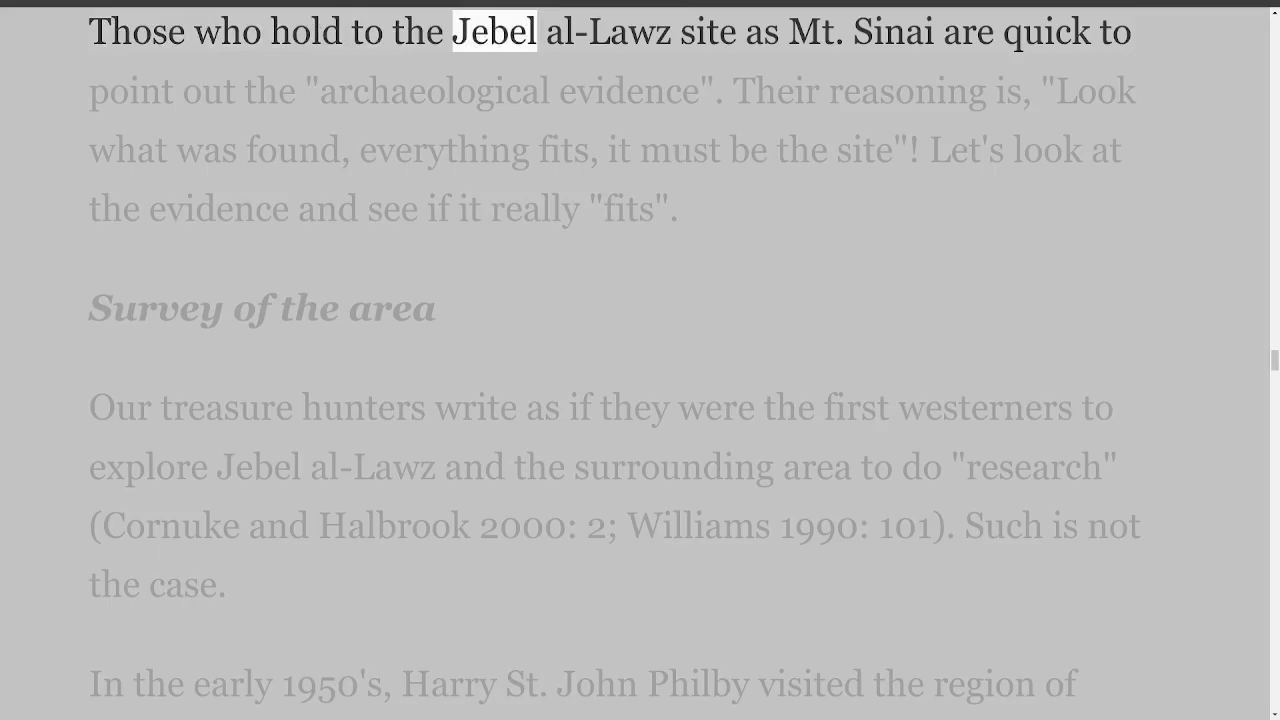 Those who hold to the Jebel al-Lawz site as Mt. Sinai are quick to
point out the "archaeological evidence". Their reasoning is, "Look
what was found, everything fits, it must be the site"! Let's look at
the evidence and see if it really "fits".
Survey of the area
Our treasure hunters write as if they were the first westerners to
explore Jebel al-Lawz and the surrounding area to do "research"
(Cornuke and Halbrook 2000: 2; Williams 1990: 101). Such is not
the case.
In the early 1950's, Harry St. John Philby visited the region of